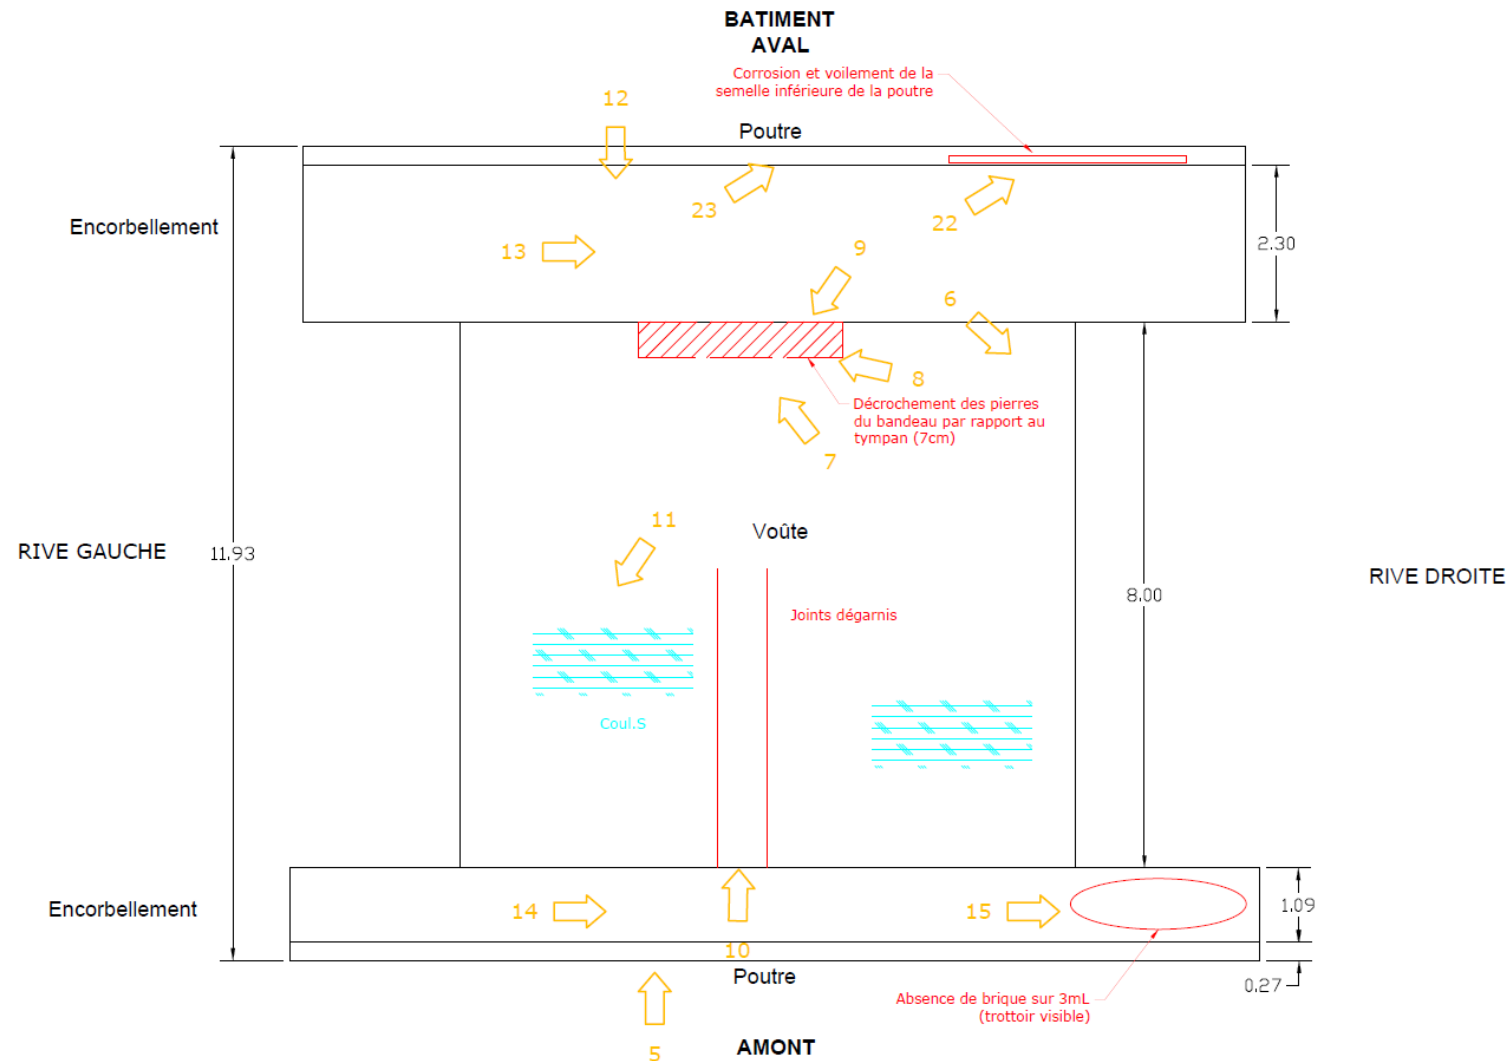 BATIMENT
AVAL
Corrosion et voilement de la
semelle inférieure de la poutre
12
Poutre
23
22
Encorbellement
13
9
2.30
6
8
Décrochement des pierres
du bandeau par rapport au
tympan (7cm)
7
11
Voûte
RIVE GAUCHE
11.93
RIVE DROITE
8.00
Joints dégarnis
Coul.S
Encorbellement
14
15
1.09
10
Poutre
0.27
Absence de brique sur 3mL
(trottoir visible)
5
AMONT